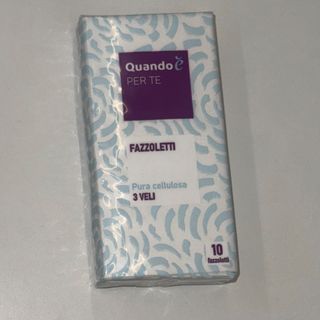 Quando è
PER TE
FAZZOLETTI
Pura cellulosa
3 VELI
10
fazzoletti